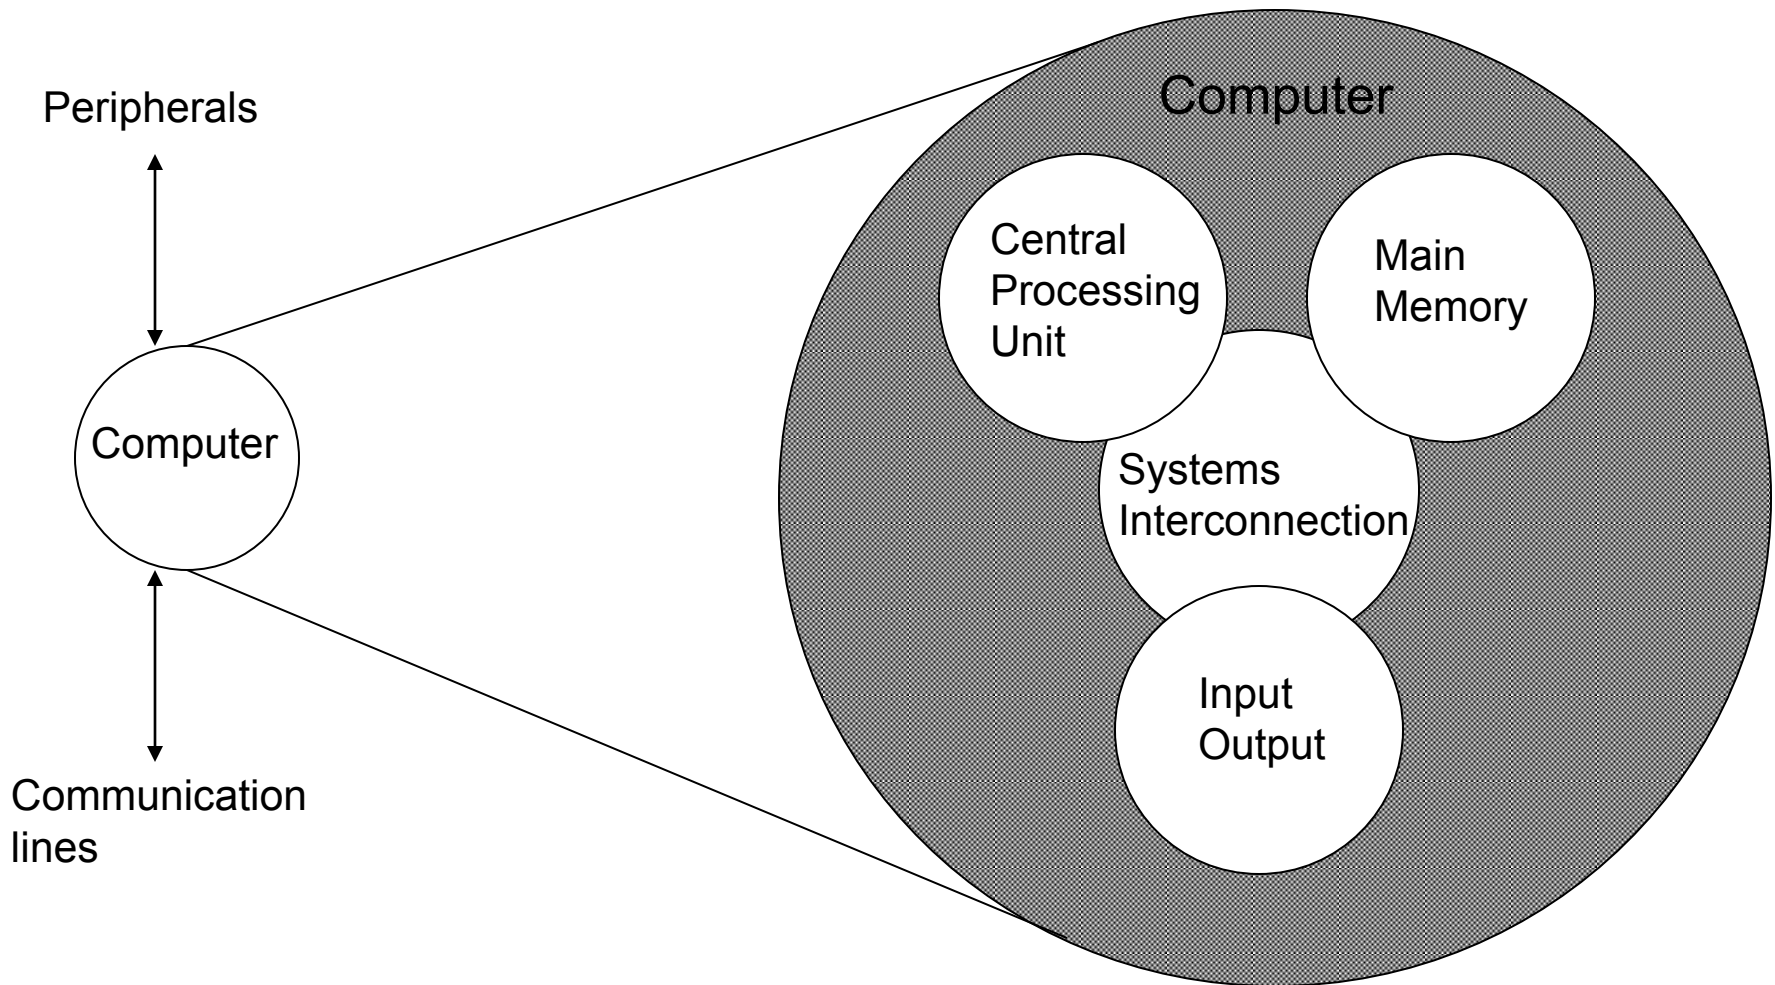 Peripherals
Computer
Communication
lines
Computer
Central
Processing
Unit
Main
Memory
Systems
Interconnection
Input
Output